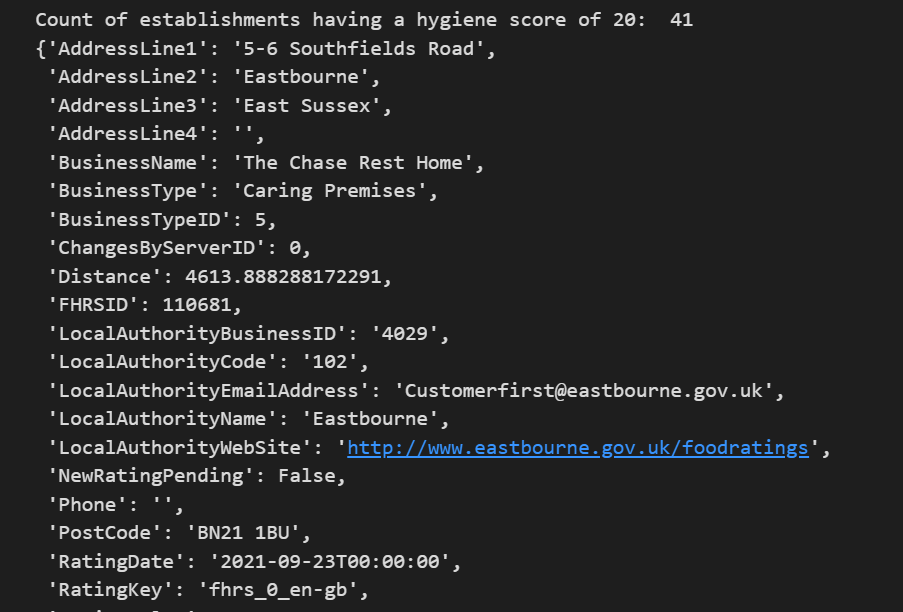 Count of establishments having a hygiene score of 20:  41
{'AddressLine1': '5-6 Southfields Road',
 'AddressLine2': 'Eastbourne',
 'AddressLine3': 'East Sussex',
 'AddressLine4': '',
 'BusinessName': 'The Chase Rest Home',
 'BusinessType': 'Caring Premises',
 'BusinessTypeID': 5,
 'ChangesByServerID': 0,
 'Distance': 4613.888288172291,
 'FHRSID': 110681,
 'LocalAuthorityBusinessID': '4029',
 'LocalAuthorityCode': '102',
 'LocalAuthorityEmailAddress': 'Customerfirst@eastbourne.gov.uk',
 'LocalAuthorityName': 'Eastbourne',
 'LocalAuthorityWebSite': 'http://www.eastbourne.gov.uk/foodratings',
 'NewRatingPending': False,
 'Phone': '',
 'PostCode': 'BN21 1BU',
 'RatingDate': '2021-09-23T00:00:00',
 'RatingKey': 'fhrs_0_en-gb',